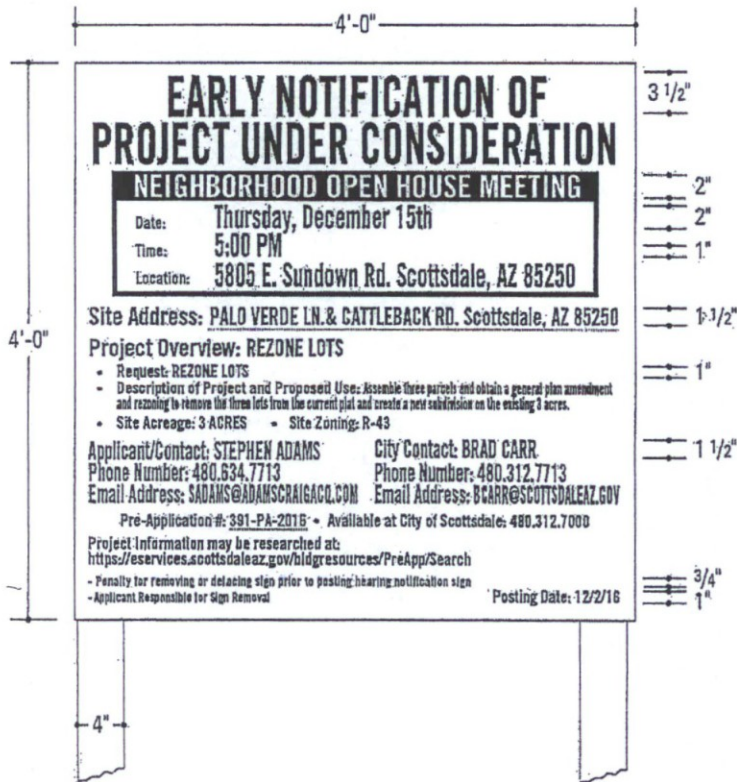 4'-0"
EARLY NOTIFICATION OF
PROJECT UNDER CONSIDERATION
NEIGHBORHOOD OPEN HOUSE MEETING
Date: Thursday, December 15th
Time: 5:00 PM
Location: 5805 E. Sundown Rd. Scottsdale, AZ 85250
Site Address: PALO VERDE LN. & CATTLEBACK RD. Scottsdale, AZ 85250
Project Overview: REZONE LOTS
• Request: REZONE LOTS
- Description of Project and Proposed Use: Assemble three parcels and obtain a general plan amendment
and rezoning to remove the three lots from the current plat and create a new subdivision on the existing 3 acres.
• Site Acreage: 3 ACRES • Site Zoning: R-43
Applicant/Contact: STEPHEN ADAMS City Contact: BRAD CARR
Phone Number: 480.634.7713 Phone Number: 480.312.7713
Email Address: SADAMS@ADAMSCRAIGACQ.COM Email Address: BCARR@SCOTTSDALEAZ.GOV
Pre-Application #: 391-PA-2016 • Available at City of Scottsdale: 480.312.7000
Project Information may be researched at:
https://eservices.scottsdaleaz.gov/bldgresources/PreApp/Search
- Penalty for removing or defacing sign prior to posting hearing notification sign
- Applicant Responsible for Sign Removal Posting Date: 12/2/16
4'-0"
3 1/2"
2"
2"
1"
1 1/2"
1"
1 1/2"
3/4"
1"
4"